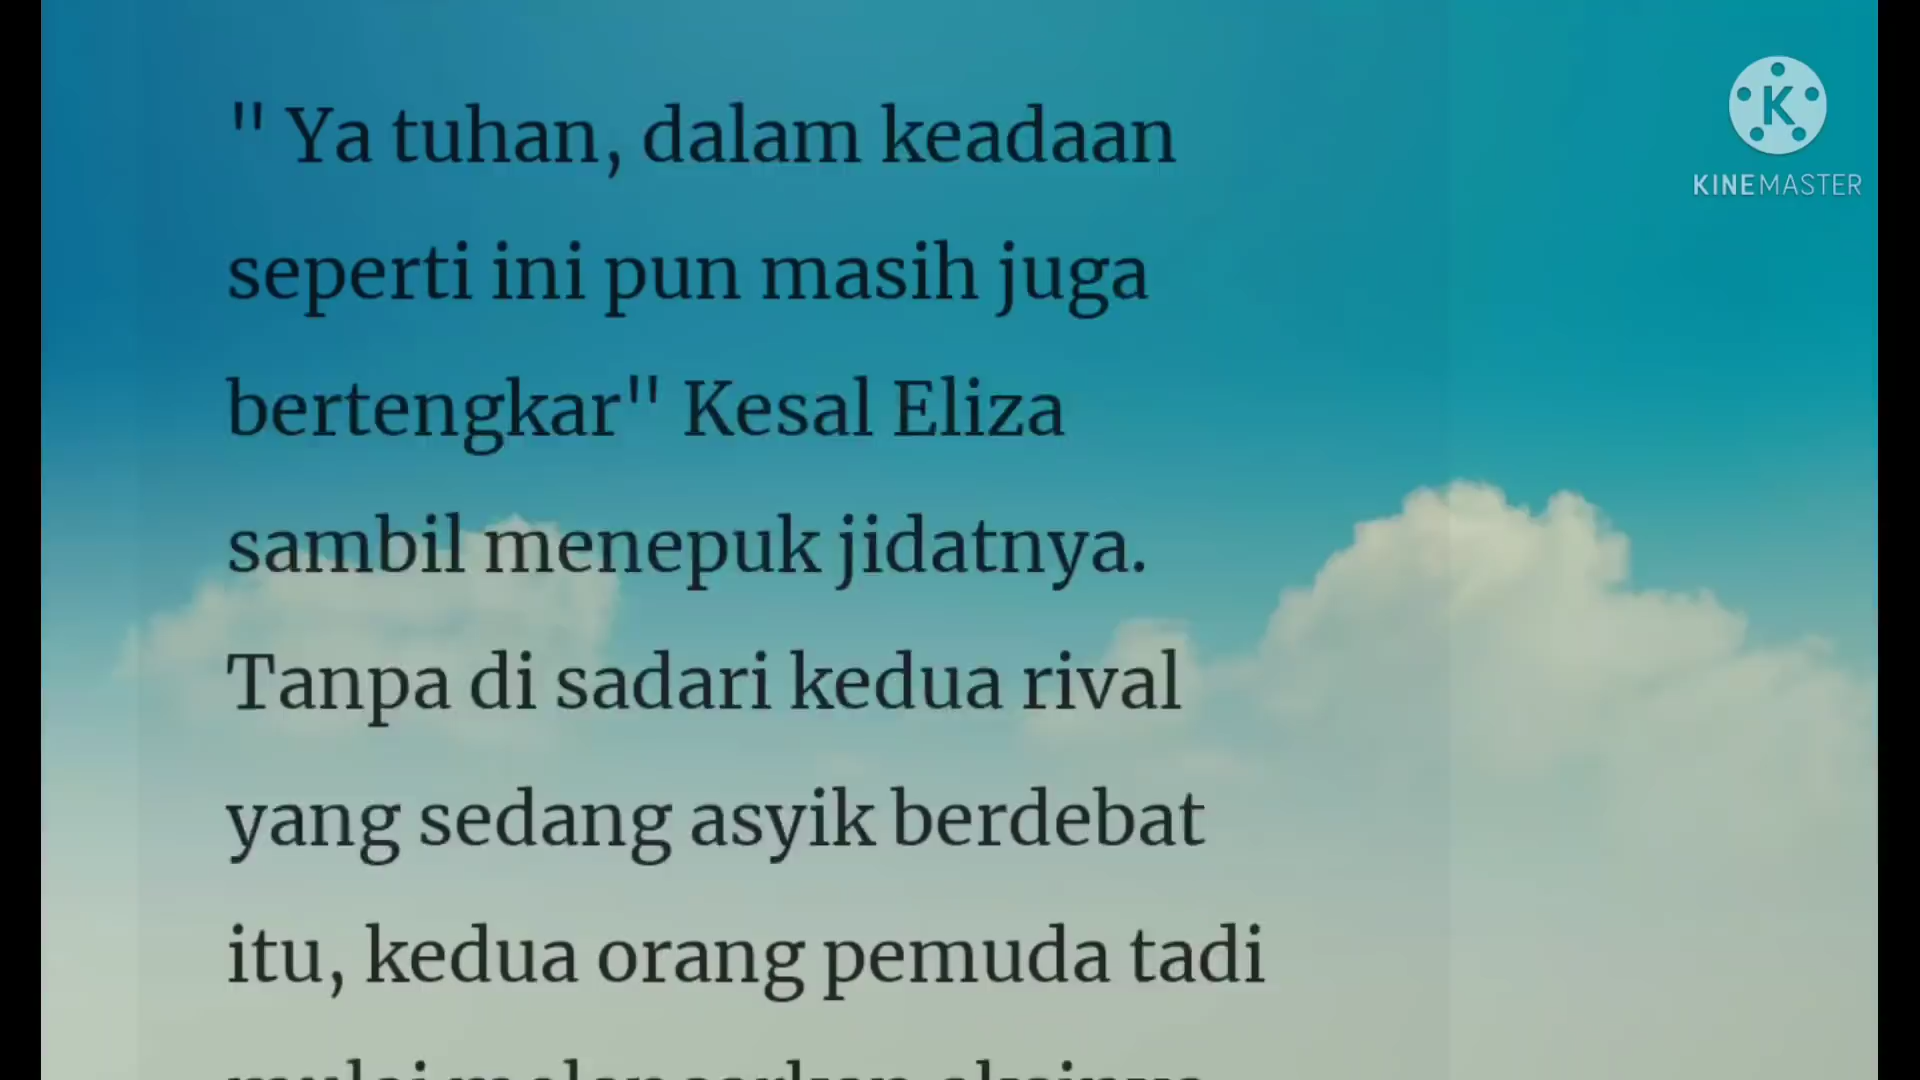 " Ya tuhan, dalam keadaan
seperti ini pun masih juga
bertengkar" Kesal Eliza
sambil menepuk jidatnya.
Tanpa di sadari kedua rival
yang sedang asyik berdebat
itu, kedua orang pemuda tadi
K
KINEMASTER